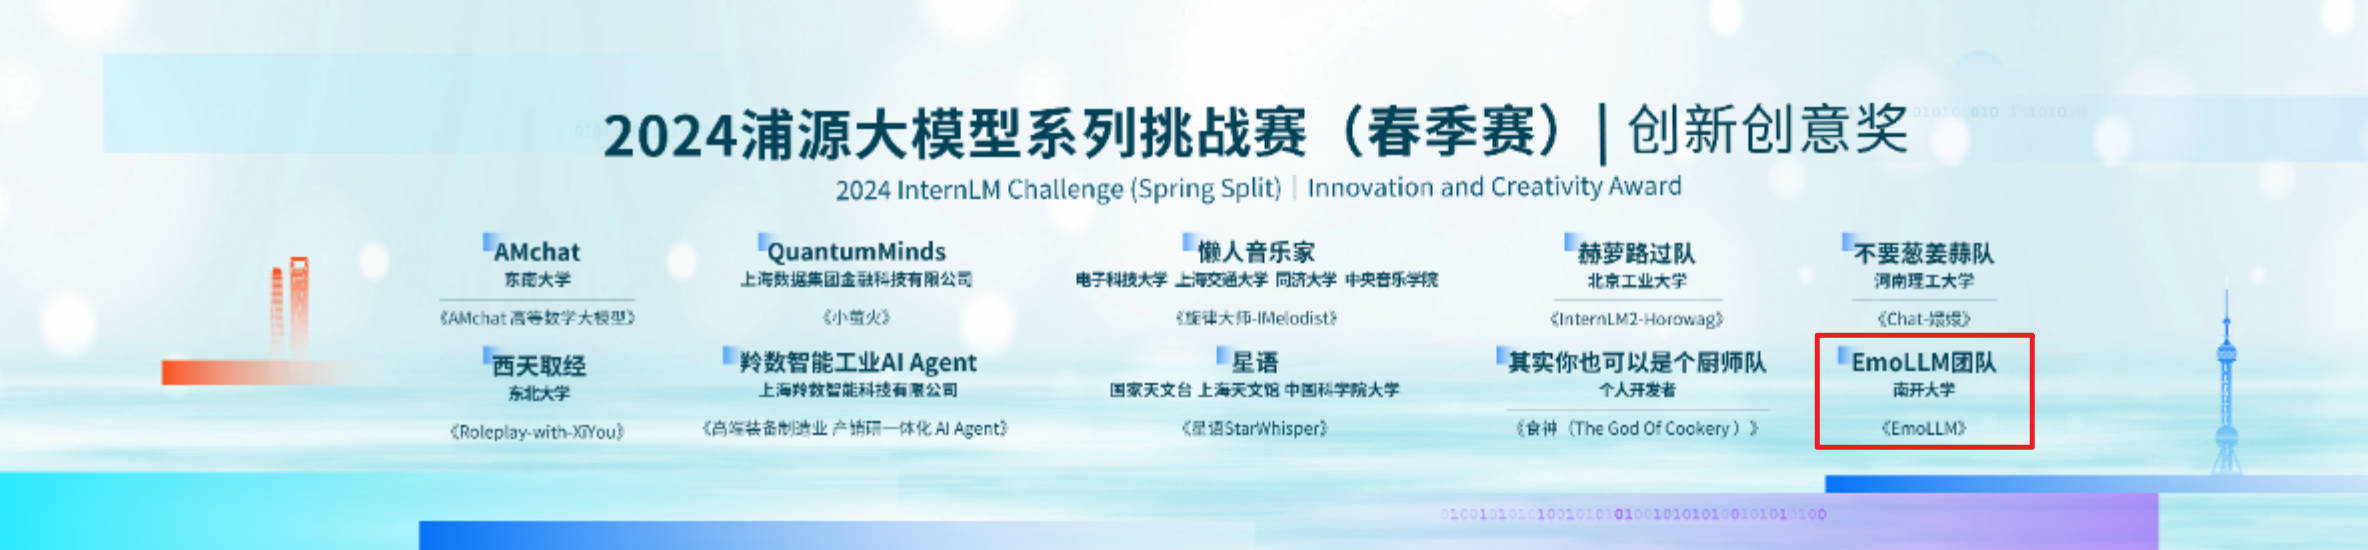 2024浦源大模型系列挑战赛（春季赛）| 创新创意奖
2024 InternLM Challenge (Spring Split) | Innovation and Creativity Award
AMchat
东南大学
《AMchat 高等数学大模型》
QuantumMinds
上海数据集团金融科技有限公司
《小萤火》
懒人音乐家
电子科技大学 上海交通大学 同济大学 中央音乐学院
《旋律大师-IMelodist》
赫萝路过队
北京工业大学
《InternLM2-Horowag》
不要葱姜蒜队
河南理工大学
《Chat-嬛嬛》
西天取经
东北大学
《Roleplay-with-XiYou》
羚数智能工业AI Agent
上海羚数智能科技有限公司
《高端装备制造业 产销研一体化 AI Agent》
星语
国家天文台 上海天文馆 中国科学院大学
《星语StarWhisper》
其实你也可以是个厨师队
个人开发者
《食神（The God Of Cookery ）》
EmoLLM团队
南开大学
《EmoLLM》